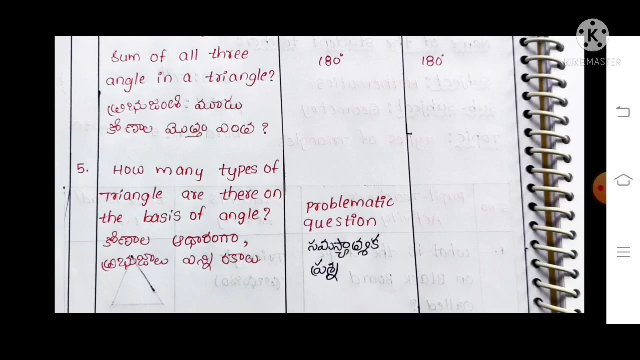 Sum of all three
angle in a triangle?
త్రిభుజంలో మూడు
కోణాల మొత్తం ఎంత?
180°
180°
5.
How many types of
Triangle are there on
the basis of angle?
కోణాల ఆధారంగా,
త్రిభుజాలు ఎన్ని రకాలు
problematic
question
సమస్యాత్మక
ప్రశ్న
KINEMASTER